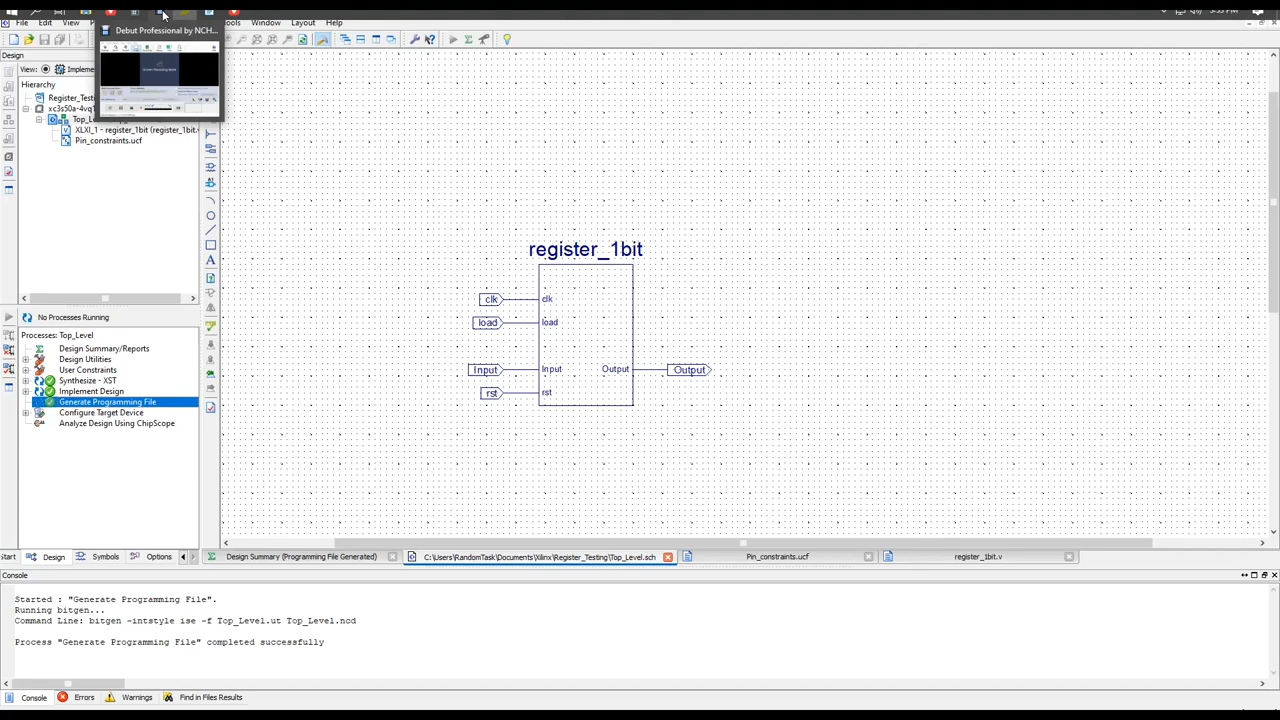 File Edit View
Tools Window Layout Help
Debut Professional by NCH...
Design
View: Impleme
Hierarchy
Register_Testi
xc3s50a-4vq1
Top_Le
XLXI_1 - register_1bit (register_1bit.v
Pin_constraints.ucf
No Processes Running
Processes: Top_Level
Design Summary/Reports
Design Utilities
User Constraints
Synthesize - XST
Implement Design
Generate Programming File
Configure Target Device
Analyze Design Using ChipScope
register_1bit
clk clk
load load
Input Input Output Output
rst rst
Start Design Symbols Options
Design Summary (Programming File Generated)
C:\Users\RandomTask\Documents\Xilinx\Register_Testing\Top_Level.sch
Pin_constraints.ucf
register_1bit.v
Console
Started : "Generate Programming File".
Running bitgen...
Command Line: bitgen -intstyle ise -f Top_Level.ut Top_Level.ncd
Process "Generate Programming File" completed successfully
Console Errors Warnings Find in Files Results